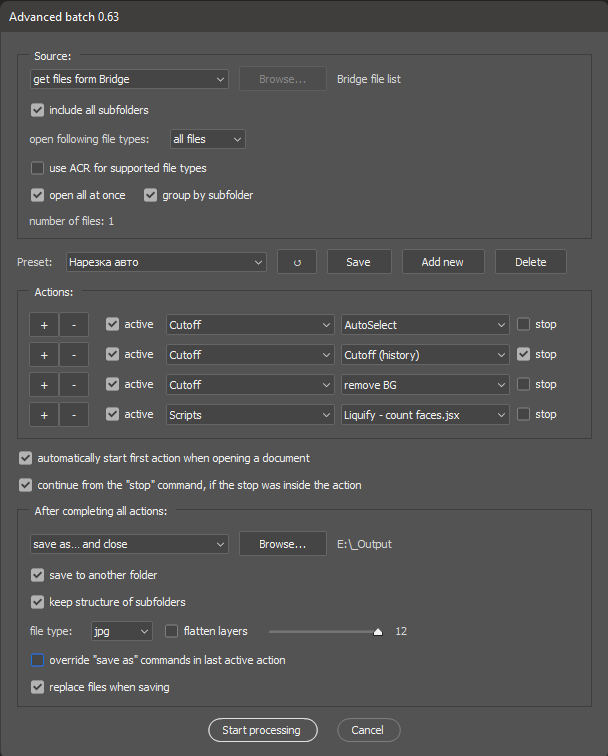 Advanced batch 0.63
Source:
get files form Bridge Browse... Bridge file list
include all subfolders
open following file types: all files
use ACR for supported file types
open all at once group by subfolder
number of files: 1
Preset: Нарезка авто ↺ Save Add new Delete
Actions:
+ - active Cutoff AutoSelect stop
+ - active Cutoff Cutoff (history) stop
+ - active Cutoff remove BG stop
+ - active Scripts Liquify - count faces.jsx stop
automatically start first action when opening a document
continue from the "stop" command, if the stop was inside the action
After completing all actions:
save as... and close Browse... E:\_Output
save to another folder
keep structure of subfolders
file type: jpg flatten layers 12
override "save as" commands in last active action
replace files when saving
Start processing Cancel